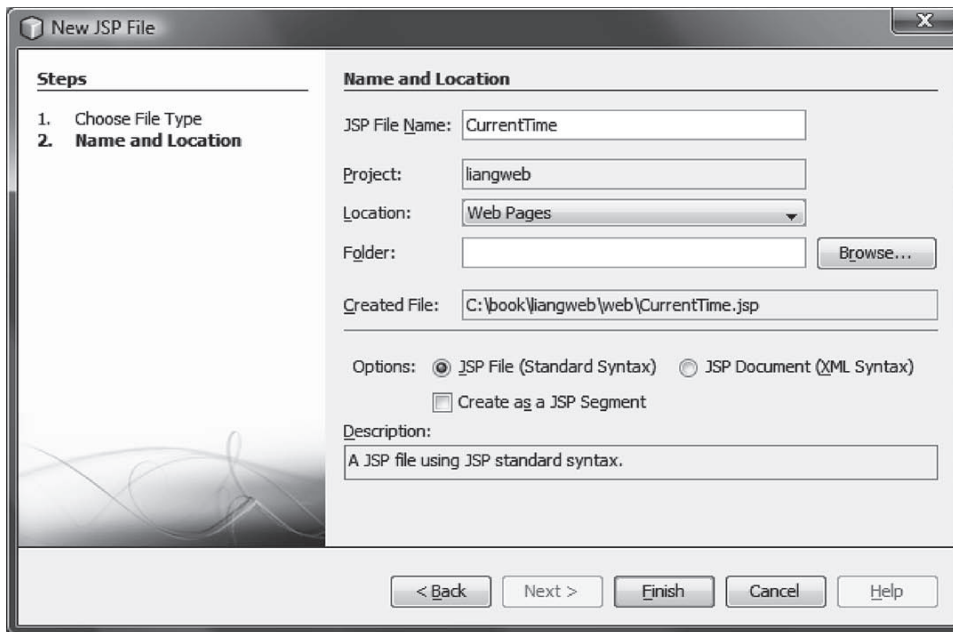 New JSP File
X
Steps
1. Choose File Type
2. Name and Location
Name and Location
JSP File Name: CurrentTime
Project: liangweb
Location: Web Pages
Folder: Browse...
Created File: C:\book\liangweb\web\CurrentTime.jsp
Options: JSP File (Standard Syntax) JSP Document (XML Syntax)
Create as a JSP Segment
Description:
A JSP file using JSP standard syntax.
< Back Next > Finish Cancel Help